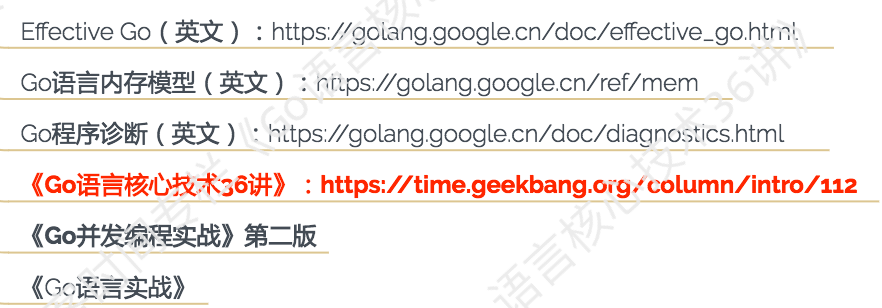 Effective Go（英文）：https://golang.google.cn/doc/effective_go.html
Go语言内存模型（英文）：https://golang.google.cn/ref/mem
Go程序诊断（英文）：https://golang.google.cn/doc/diagnostics.html
《Go语言核心技术36讲》：https://time.geekbang.org/column/intro/112
《Go并发编程实战》第二版
《Go语言实战》